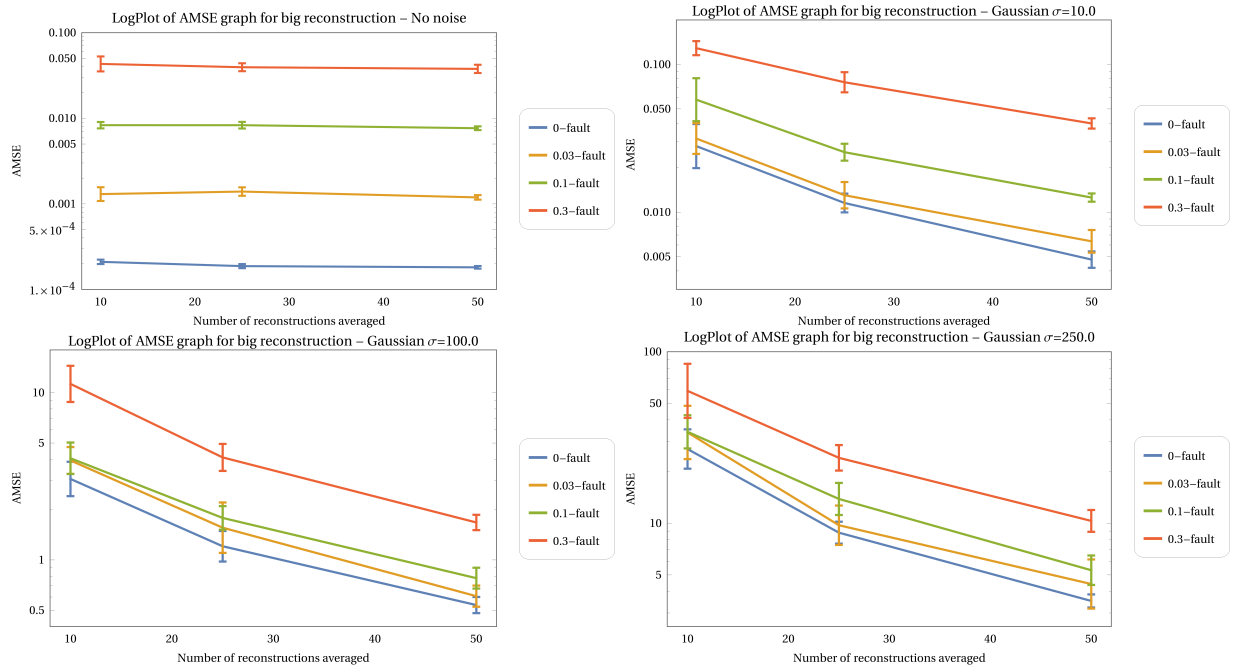 LogPlot of AMSE graph for big reconstruction – No noise
0.100
0.050
0.010
0.005
0.001
5.×10⁻⁴
1.×10⁻⁴
AMSE
10 20 30 40 50
Number of reconstructions averaged
0–fault
0.03–fault
0.1–fault
0.3–fault
LogPlot of AMSE graph for big reconstruction – Gaussian σ=10.0
0.100
0.050
0.010
0.005
AMSE
10 20 30 40 50
Number of reconstructions averaged
0–fault
0.03–fault
0.1–fault
0.3–fault
LogPlot of AMSE graph for big reconstruction – Gaussian σ=100.0
10
5
1
0.5
AMSE
10 20 30 40 50
Number of reconstructions averaged
0–fault
0.03–fault
0.1–fault
0.3–fault
LogPlot of AMSE graph for big reconstruction – Gaussian σ=250.0
100
50
10
5
AMSE
10 20 30 40 50
Number of reconstructions averaged
0–fault
0.03–fault
0.1–fault
0.3–fault